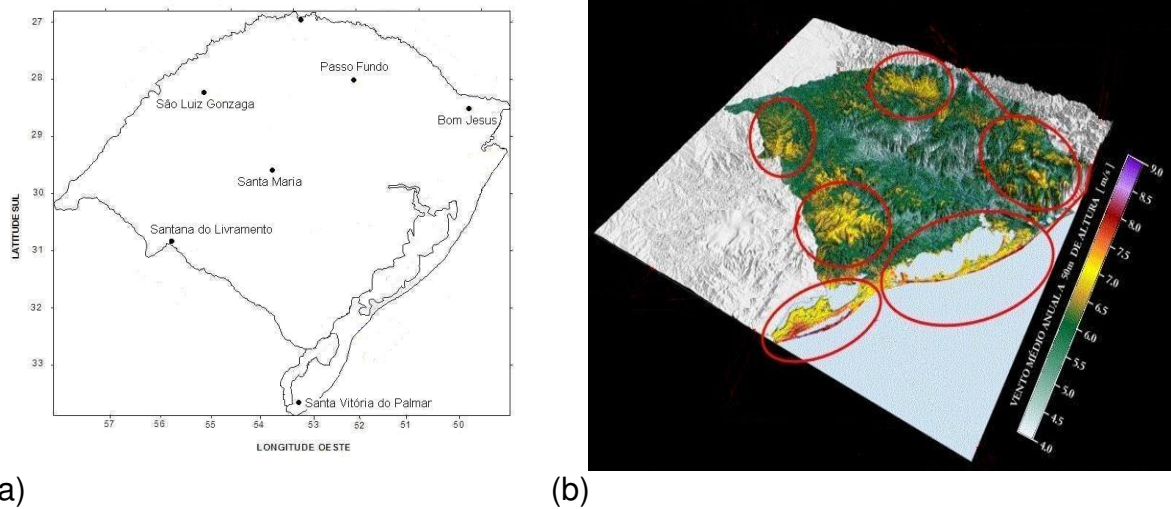 27
28
29
30
31
32
33
LATITUDE SUL
Passo Fundo
São Luiz Gonzaga
Bom Jesus
Santa Maria
Santana do Livramento
Santa Vitória do Palmar
57
56
55
54
53
52
51
50
LONGITUDE OESTE
VENTO MÉDIO ANUAL A 50m DE ALTURA [m/s]
9.0
8.5
8.0
7.5
7.0
6.5
6.0
5.5
5.0
4.5
4.0
a)
(b)